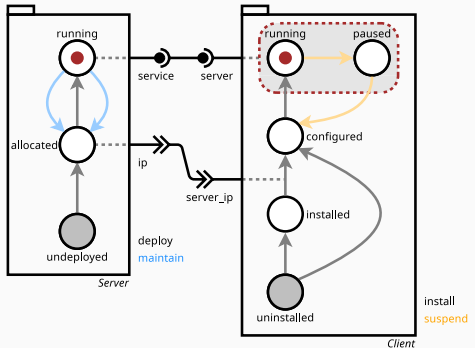 running
running
paused
service
server
allocated
configured
ip
server_ip
installed
deploy
maintain
undeployed
Server
uninstalled
install
suspend
Client